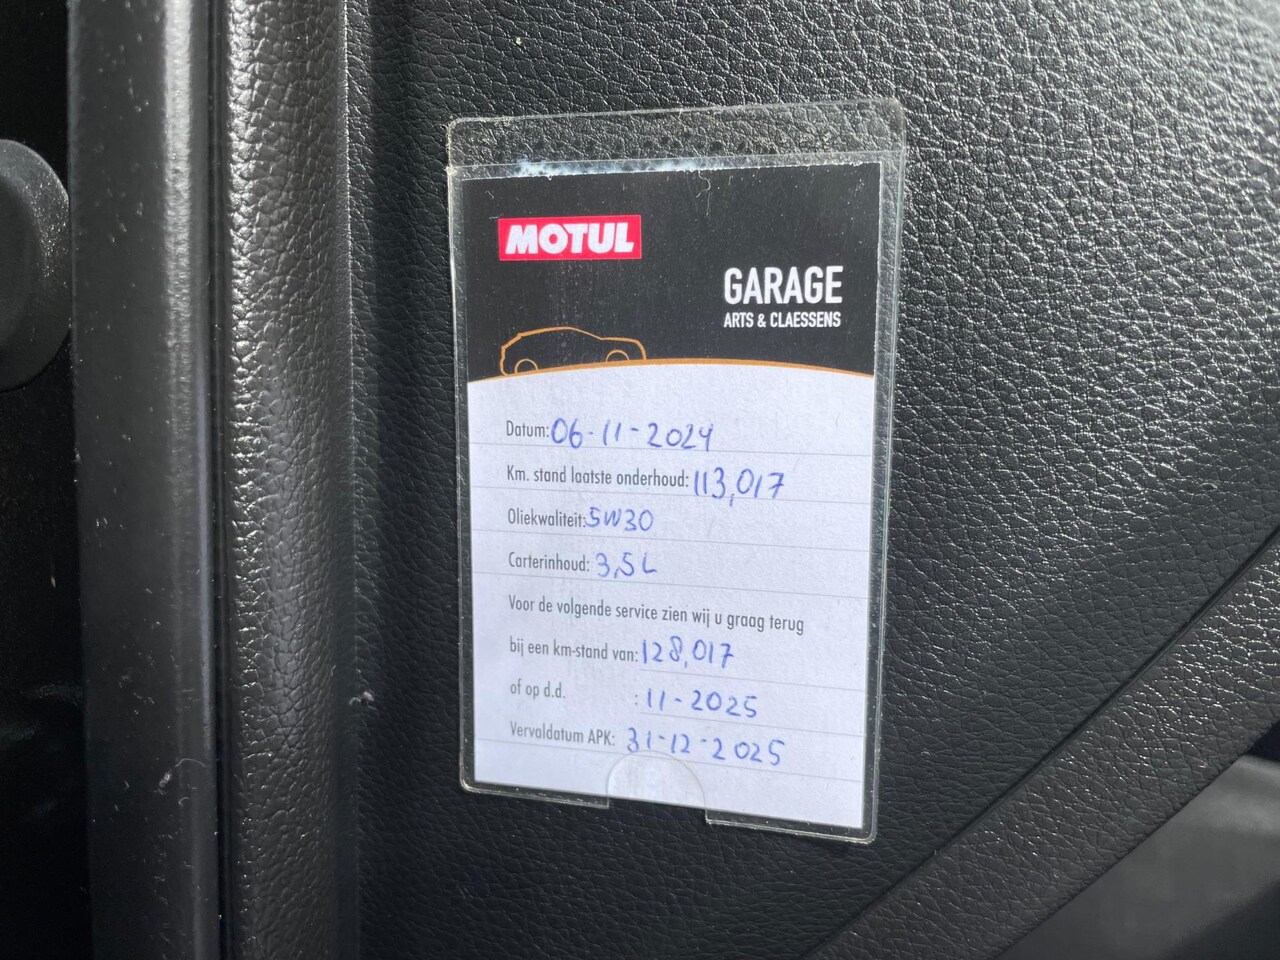 MOTUL
GARAGE
ARTS & CLAESSENS
Datum: 06-11-2024
Km. stand laatste onderhoud: 113,017
Oliekwaliteit: 5W30
Carterinhoud: 3,5L
Voor de volgende service zien wij u graag terug
bij een km-stand van: 128,017
of op d.d. : 11-2025
Vervaldatum APK: 31-12-2025